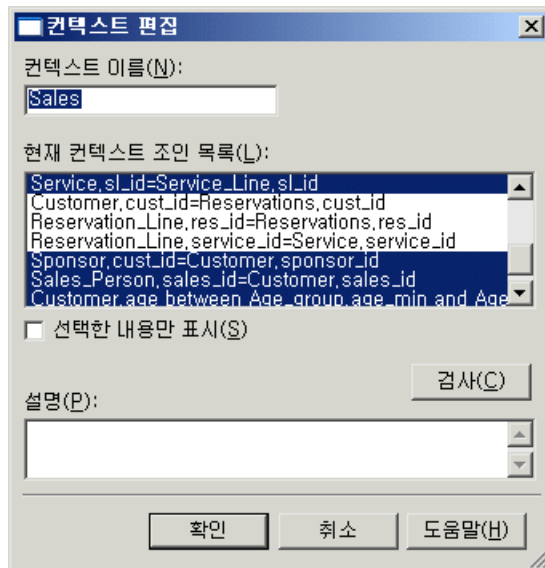 컨텍스트 편집
컨텍스트 이름(N):
Sales
현재 컨텍스트 조인 목록(L):
Service,sl_id=Service_Line,sl_id
Customer,cust_id=Reservations,cust_id
Reservation_Line,res_id=Reservations,res_id
Reservation_Line,service_id=Service,service_id
Sponsor,cust_id=Customer,sponsor_id
Sales_Person,sales_id=Customer,sales_id
Customer,age between Age_group,age_min and Age
선택한 내용만 표시(S)
검사(C)
설명(P):
확인 취소 도움말(H)